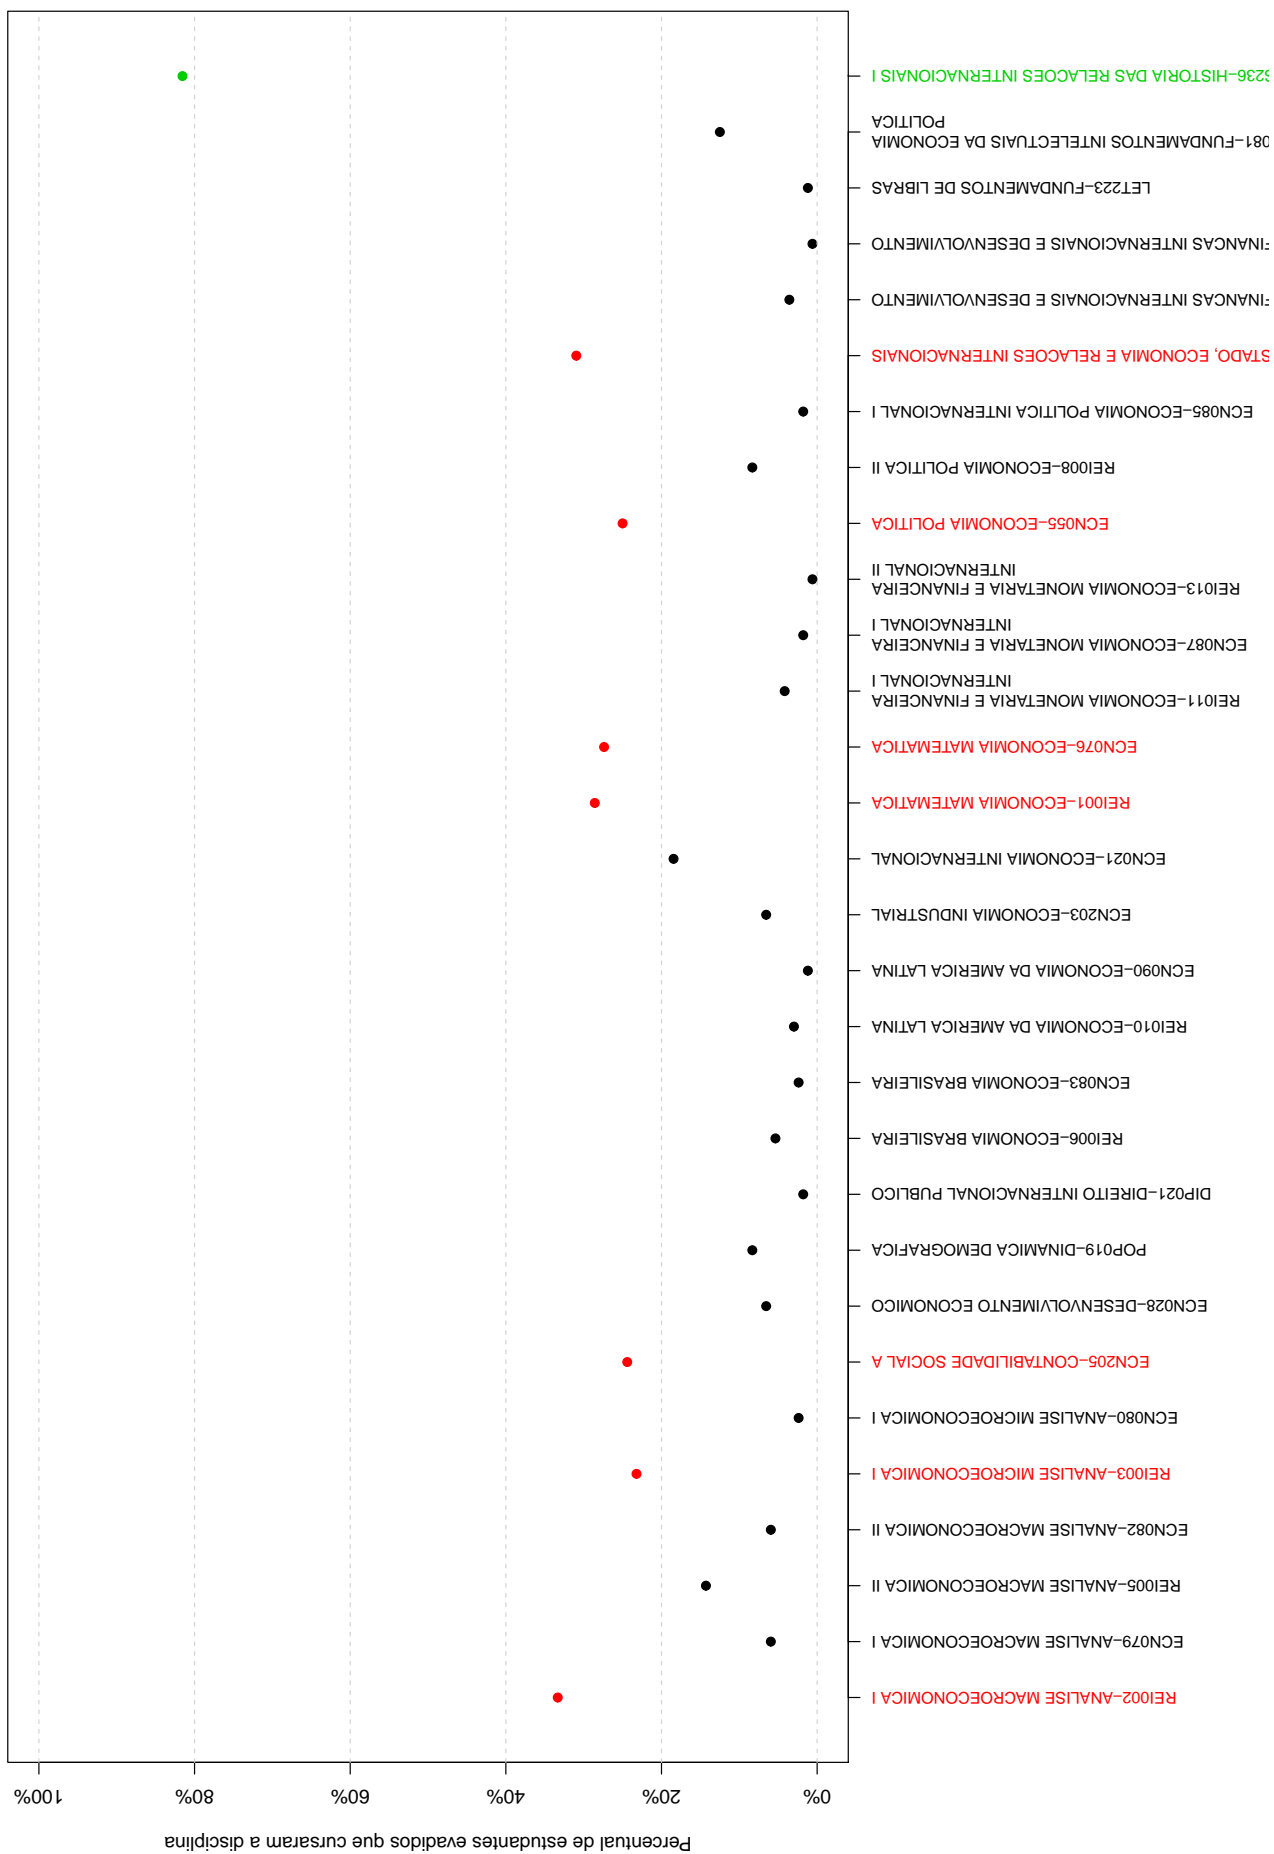 Percentual de estudantes evadidos que cursaram a disciplina
0%
20%
40%
60%
80%
100%
REI002−ANALISE MACROECONOMICA I
ECN079−ANALISE MACROECONOMICA I
REI005−ANALISE MACROECONOMICA II
ECN082−ANALISE MACROECONOMICA II
REI003−ANALISE MICROECONOMICA I
ECN080−ANALISE MICROECONOMICA I
ECN205−CONTABILIDADE SOCIAL A
ECN028−DESENVOLVIMENTO ECONOMICO
POP019−DINAMICA DEMOGRAFICA
DIP021−DIREITO INTERNACIONAL PUBLICO
REI006−ECONOMIA BRASILEIRA
ECN083−ECONOMIA BRASILEIRA
REI010−ECONOMIA DA AMERICA LATINA
ECN090−ECONOMIA DA AMERICA LATINA
ECN203−ECONOMIA INDUSTRIAL
ECN021−ECONOMIA INTERNACIONAL
REI001−ECONOMIA MATEMATICA
ECN076−ECONOMIA MATEMATICA
REI011−ECONOMIA MONETARIA E FINANCEIRA
INTERNACIONAL I
ECN087−ECONOMIA MONETARIA E FINANCEIRA
INTERNACIONAL I
REI013−ECONOMIA MONETARIA E FINANCEIRA
INTERNACIONAL II
ECN055−ECONOMIA POLITICA
REI008−ECONOMIA POLITICA II
ECN085−ECONOMIA POLITICA INTERNACIONAL I
STADO, ECONOMIA E RELACOES INTERNACIONAIS
FINANCAS INTERNACIONAIS E DESENVOLVIMENTO
FINANCAS INTERNACIONAIS E DESENVOLVIMENTO
LET223−FUNDAMENTOS DE LIBRAS
081−FUNDAMENTOS INTELECTUAIS DA ECONOMIA
POLITICA
S236−HISTORIA DAS RELACOES INTERNACIONAIS I